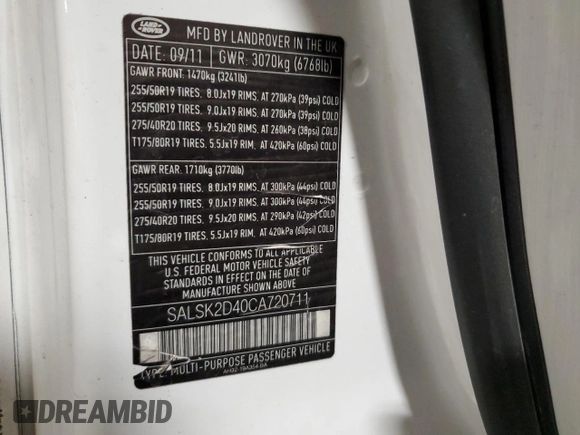 LAND ROVER
MFD BY LANDROVER IN THE UK
DATE: 09/11 GWR: 3070kg (6768lb)
GAWR FRONT: 1470kg (3241lb)
255/50R19 TIRES. 8.0Jx19 RIMS. AT 270kPa (39psi) COLD
255/50R19 TIRES. 9.0Jx19 RIMS. AT 270kPa (39psi) COLD
275/40R20 TIRES. 9.5Jx20 RIMS. AT 260kPa (38psi) COLD
T175/80R19 TIRES. 5.5Jx19 RIM. AT 420kPa (60psi) COLD
GAWR REAR. 1710kg (3770lb)
255/50R19 TIRES. 8.0Jx19 RIMS. AT 300kPa (44psi) COLD
255/50R19 TIRES. 9.0Jx19 RIMS. AT 300kPa (44psi) COLD
275/40R20 TIRES. 9.5Jx20 RIMS. AT 290kPa (42psi) COLD
T175/80R19 TIRES. 5.5Jx19 RIM. AT 420kPa (60psi) COLD
THIS VEHICLE CONFORMS TO ALL APPLICABLE
U.S. FEDERAL MOTOR VEHICLE SAFETY
STANDARDS IN EFFECT ON THE DATE OF
MANUFACTURE SHOWN ABOVE
SALSK2D40CA720711
TYPE: MULTI-PURPOSE PASSENGER VEHICLE
DREAMBID